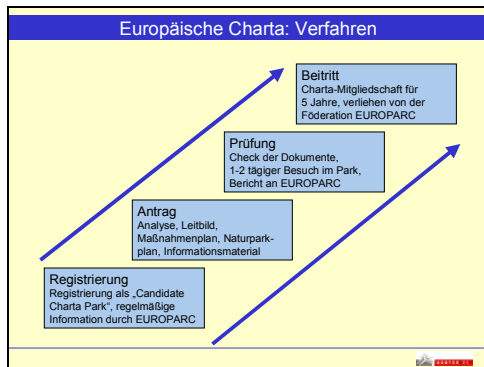 Europäische Charta: Verfahren
Beitritt
Charta-Mitgliedschaft für
5 Jahre, verliehen von der
Föderation EUROPARC
Prüfung
Check der Dokumente,
1-2 tägiger Besuch im Park,
Bericht an EUROPARC
Antrag
Analyse, Leitbild,
Maßnahmenplan, Naturpark-
plan, Informationsmaterial
Registrierung
Registrierung als „Candidate
Charta Park“, regelmäßige
Information durch EUROPARC